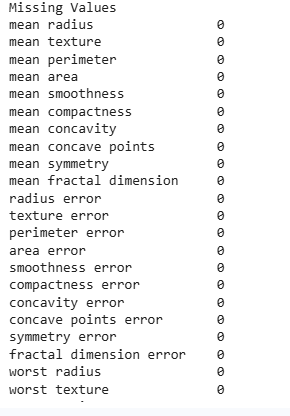 Missing Values
mean radius 0
mean texture 0
mean perimeter 0
mean area 0
mean smoothness 0
mean compactness 0
mean concavity 0
mean concave points 0
mean symmetry 0
mean fractal dimension 0
radius error 0
texture error 0
perimeter error 0
area error 0
smoothness error 0
compactness error 0
concavity error 0
concave points error 0
symmetry error 0
fractal dimension error 0
worst radius 0
worst texture 0